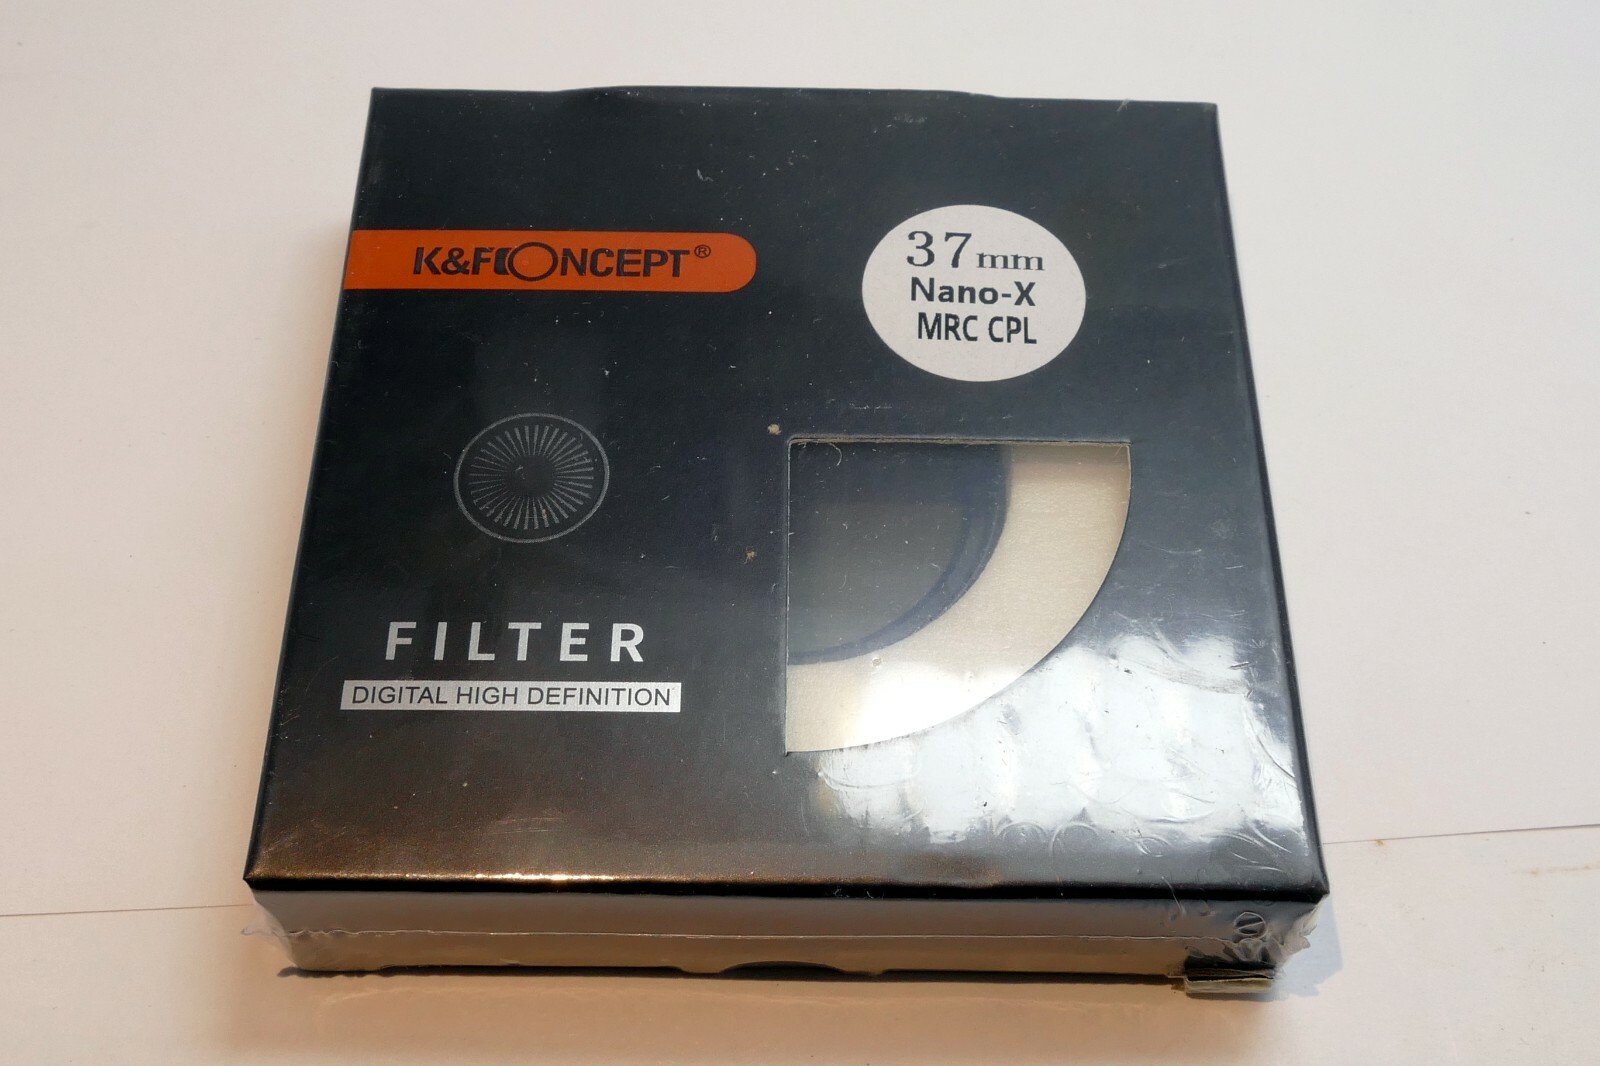 K&F CONCEPT®
37mm
Nano-X
MRC CPL
FILTER
DIGITAL HIGH DEFINITION